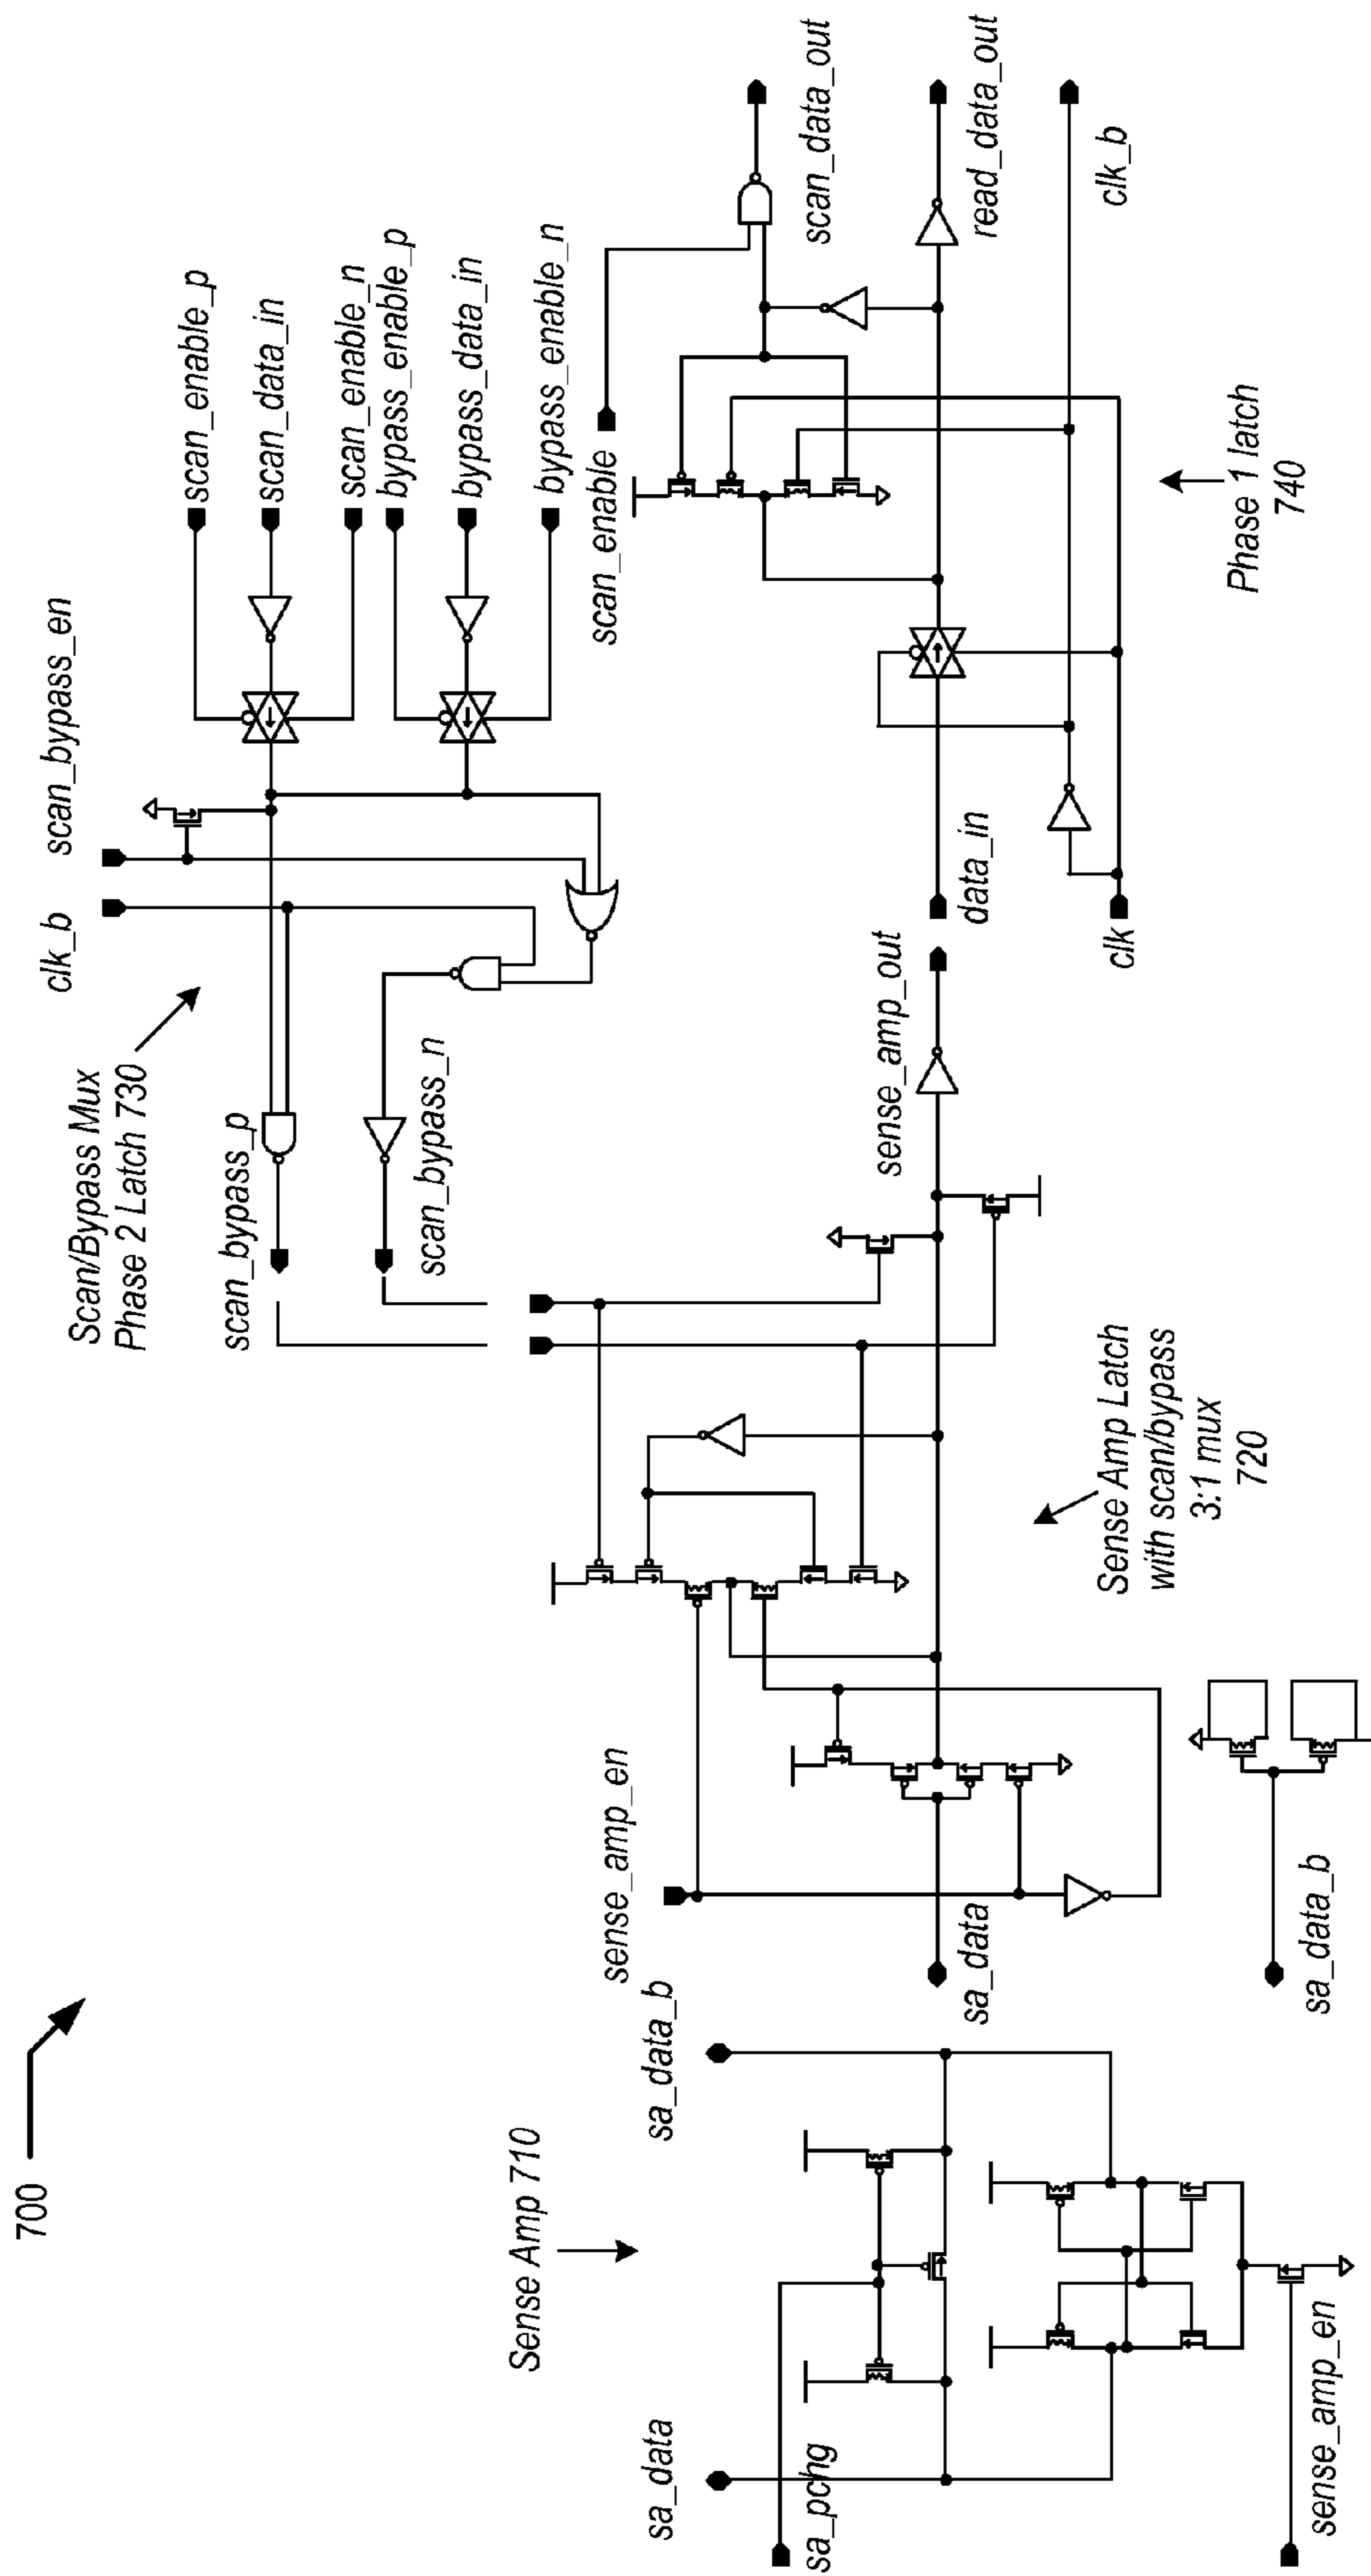 700
Sense Amp 710
sa_data
sa_data_b
sa_pchg
sense_amp_en
sense_amp_en
sa_data
sa_data_b
Sense Amp Latch
with scan/bypass
3:1 mux
720
Scan/Bypass Mux
Phase 2 Latch 730
clk_b
scan_bypass_en
scan_bypass_p
scan_bypass_n
scan_enable_p
scan_data_in
scan_enable_n
bypass_enable_p
bypass_data_in
bypass_enable_n
sense_amp_out
data_in
clk
scan_enable
scan_data_out
read_data_out
clk_b
Phase 1 latch
740